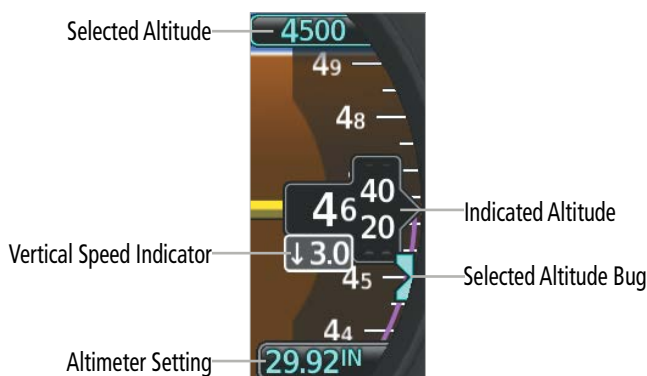 Selected Altitude
4500
49
48
46
40
20
Indicated Altitude
Vertical Speed Indicator
↓3.0
45
Selected Altitude Bug
44
Altimeter Setting
29.92IN